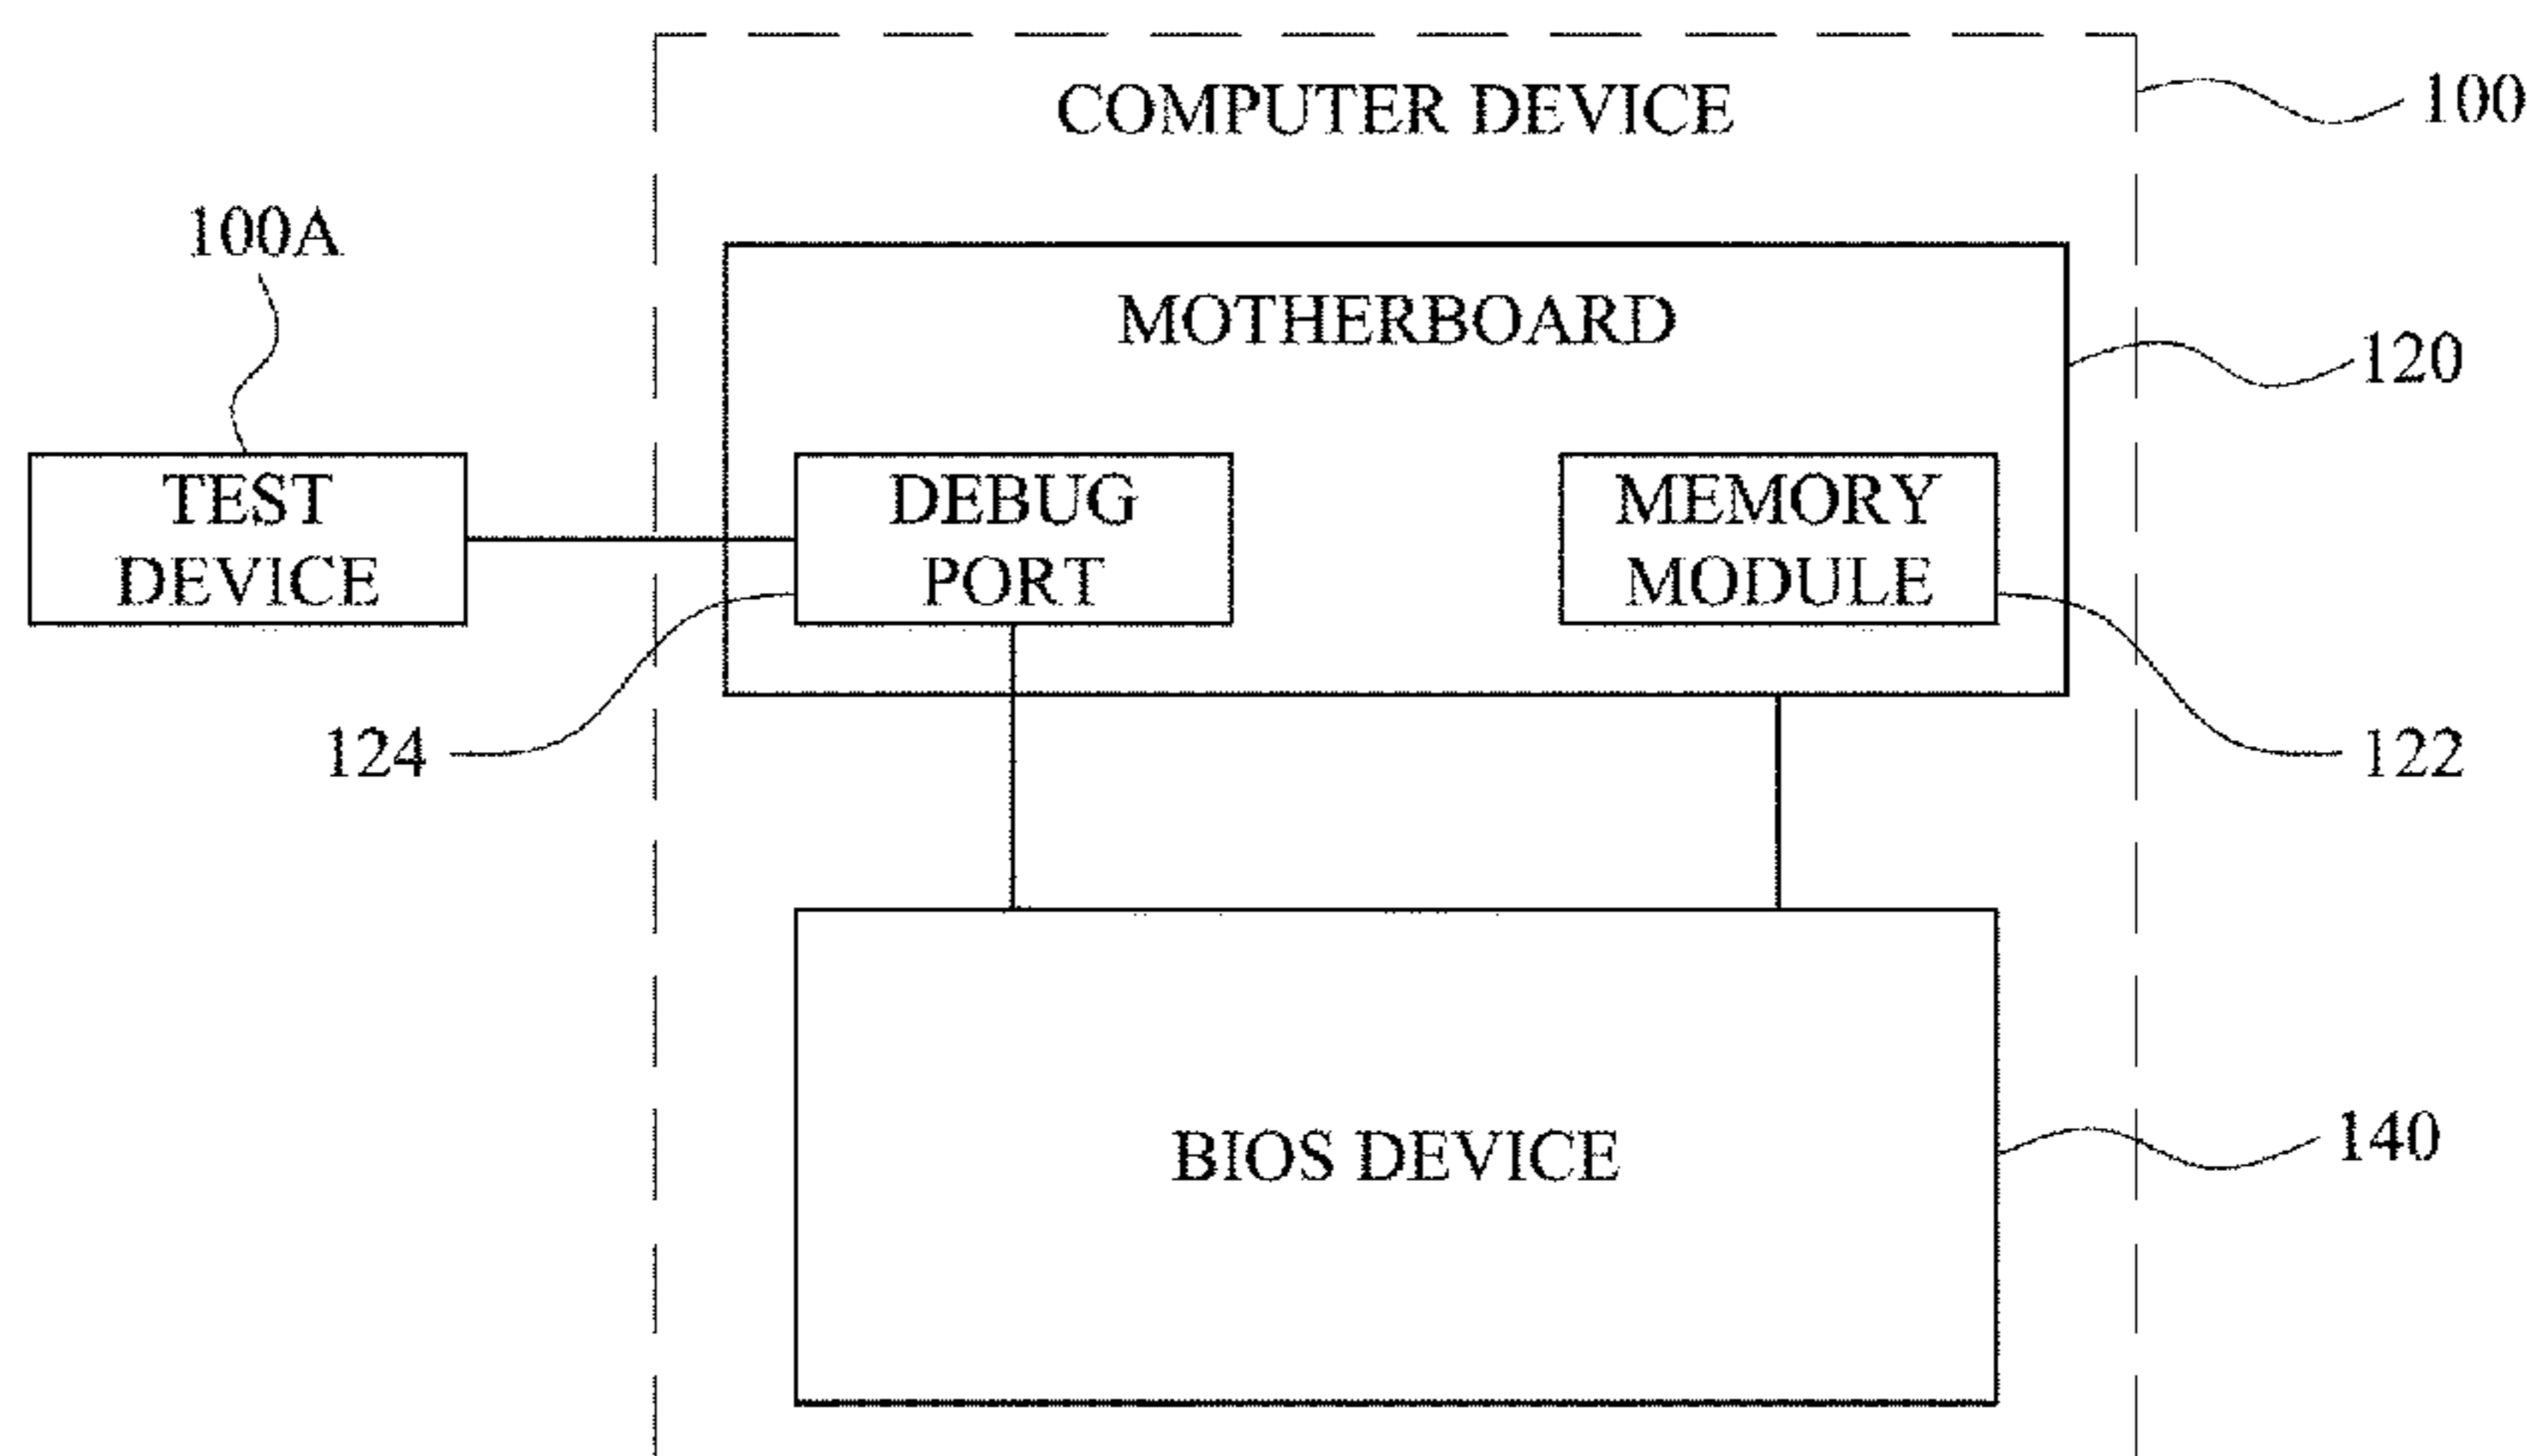 COMPUTER DEVICE
100
100A
MOTHERBOARD
120
TEST
DEVICE
DEBUG
PORT
MEMORY
MODULE
124
122
BIOS DEVICE
140